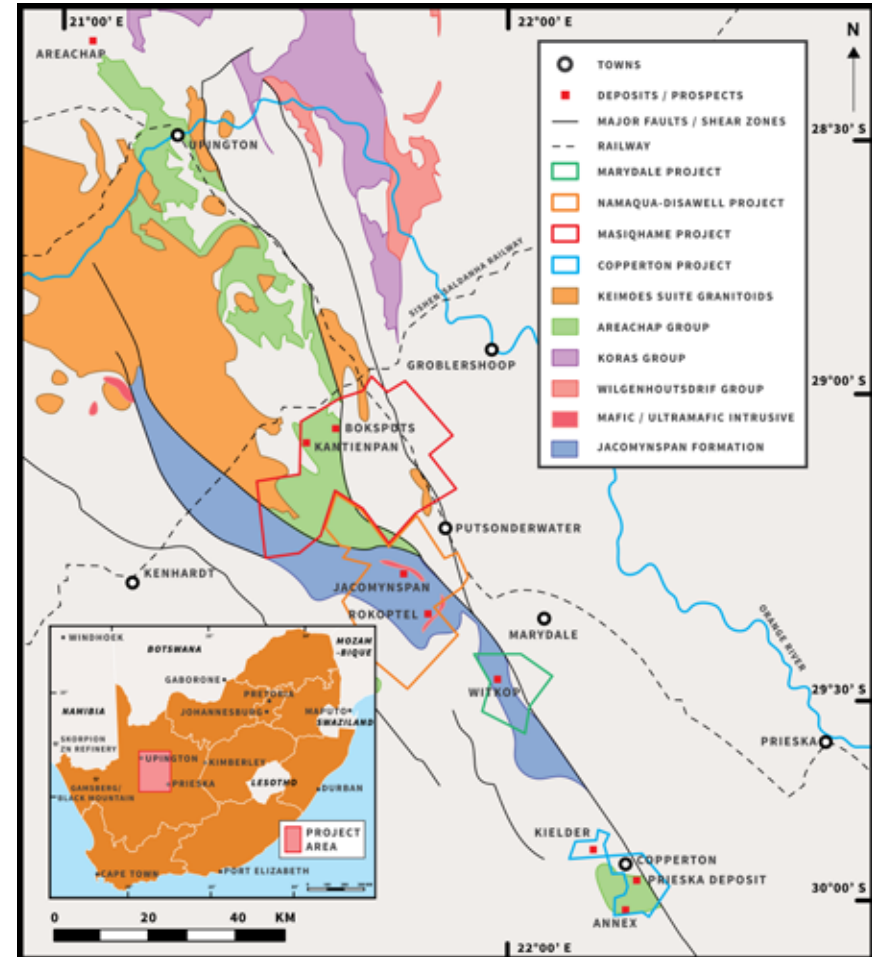 21°00' E
22°00' E
N
AREACHAP
UPINGTON
28°30' S
TOWNS
DEPOSITS / PROSPECTS
MAJOR FAULTS / SHEAR ZONES
RAILWAY
MARYDALE PROJECT
NAMAQUA-DISAWELL PROJECT
MASIQHAME PROJECT
COPPERTON PROJECT
KEIMOES SUITE GRANITOIDS
AREACHAP GROUP
KORAS GROUP
WILGENHOUTSDRIF GROUP
MAFIC / ULTRAMAFIC INTRUSIVE
JACOMYNSPAN FORMATION
SISHEN SALDANHA RAILWAY
GROBLERSHOOP
29°00' S
BOKSPUTS
KANTIENPAN
PUTSONDERWATER
KENHARDT
JACOMYNSPAN
ROKOPTEL
MARYDALE
ORANGE RIVER
WITKOP
29°30' S
PRIESKA
KIELDER
COPPERTON
PRIESKA DEPOSIT
30°00' S
ANNEX
22°00' E
WINDHOEK
BOTSWANA
MOZAM
-BIQUE
GABORONE
PRETORIA
NAMIBIA
JOHANNESBURG
MAPUTO
SWAZILAND
SKORPION
ZN REFINERY
UPINGTON
KIMBERLEY
GAMSBERG/
BLACK MOUNTAIN
PRIESKA
LESOTHO
DURBAN
PROJECT
AREA
CAPE TOWN
PORT ELIZABETH
0 20 40 KM